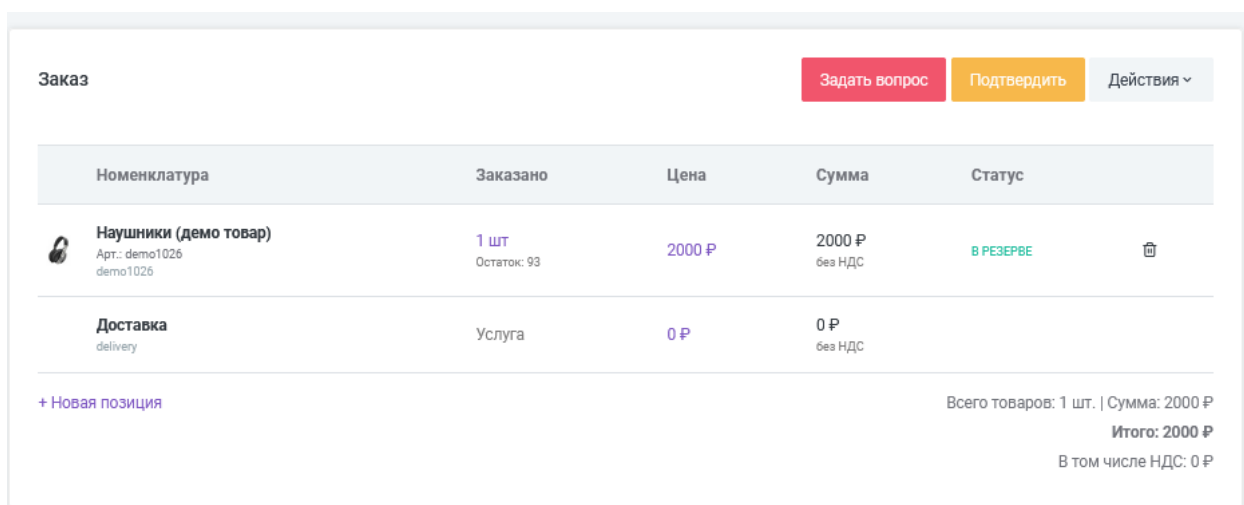 Заказ
Задать вопрос
Подтвердить
Действия
Номенклатура
Заказано
Цена
Сумма
Статус
Наушники (демо товар)
Арт.: demo1026
demo1026
1 шт
Остаток: 93
2000 ₽
2000 ₽
без НДС
В РЕЗЕРВЕ
Доставка
delivery
Услуга
0 ₽
0 ₽
без НДС
+ Новая позиция
Всего товаров: 1 шт. | Сумма: 2000 ₽
Итого: 2000 ₽
В том числе НДС: 0 ₽